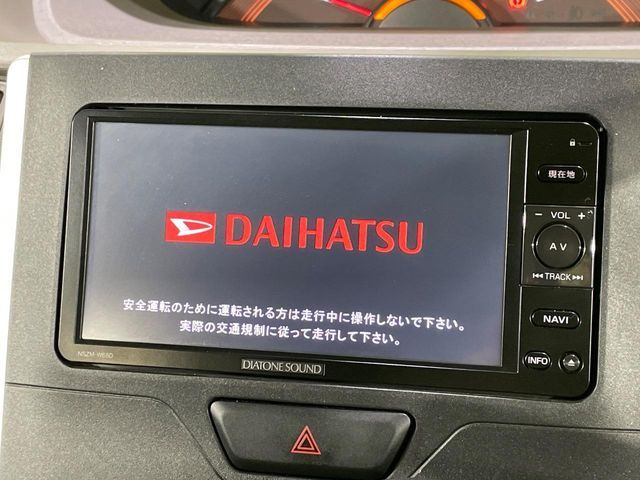 現在地
− VOL +
AV
TRACK
DAIHATSU
安全運転のために運転される方は走行中に操作しないで下さい。
実際の交通規制に従って走行して下さい。
NAVI
INFO
NSZM-W65D
DIATONE SOUND